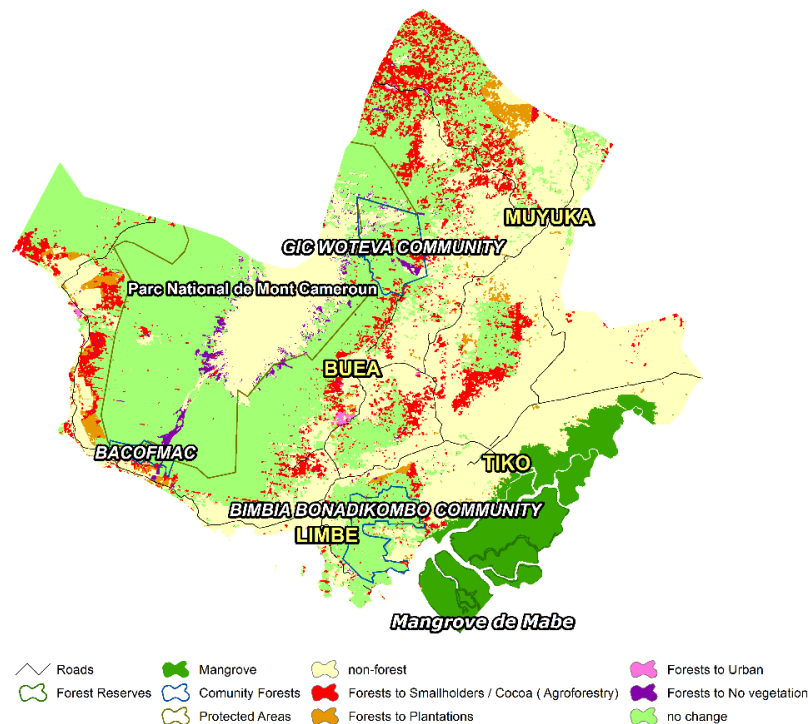 MUYUKA
GIC WOTEVA COMMUNITY
Parc National de Mont Cameroun
BUEA
BACOFMAC
TIKO
BIMBIA BONADIKOMBO COMMUNITY
LIMBE
Mangrove de Mabe
Roads
Mangrove
non-forest
Forests to Urban
Forest Reserves
Comunity Forests
Forests to Smallholders / Cocoa ( Agroforestry)
Forests to No vegetation
Protected Areas
Forests to Plantations
no change